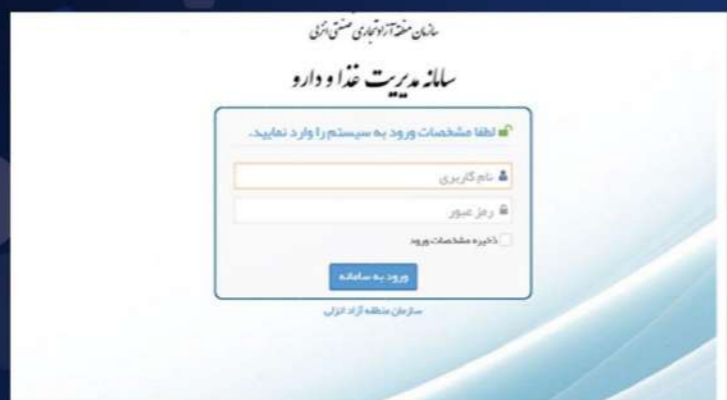 سازمان منطقه آزاد تجاری صنعتی انزلی
سامانه مدیریت غذا و دارو
لطفا مشخصات ورود به سیستم را وارد نمایید.
نام کاربری
رمز عبور
ذخیره مشخصات ورود
ورود به سامانه
سازمان منطقه آزاد انزلی